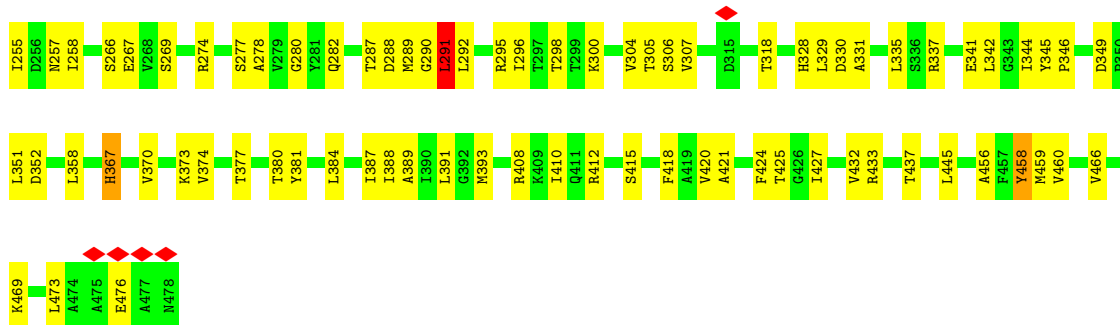 I255 D256 N257 I258 S266 E267 V268 S269 R274 S277 A278 V279 G280 Y281 Q282 T287 D288 M289 G290 L291 L292 R295 I296 T297 T298 T299 K300 V304 T305 S306 V307 D315 T318 H328 L329 D330 A331 L335 S336 R337 E341 L342 G343 I344 Y345 P346 D349 P350
L351 D352 L358 H367 V370 K373 V374 T377 T380 Y381 L384 I387 I388 A389 I390 L391 G392 M393 R408 K409 I410 Q411 R412 S415 F418 A419 V420 A421 F424 T425 G426 I427 V432 R433 T437 L445 A456 F457 Y458 M459 V460 V466
K469 L473 A474 A475 E476 A477 N478